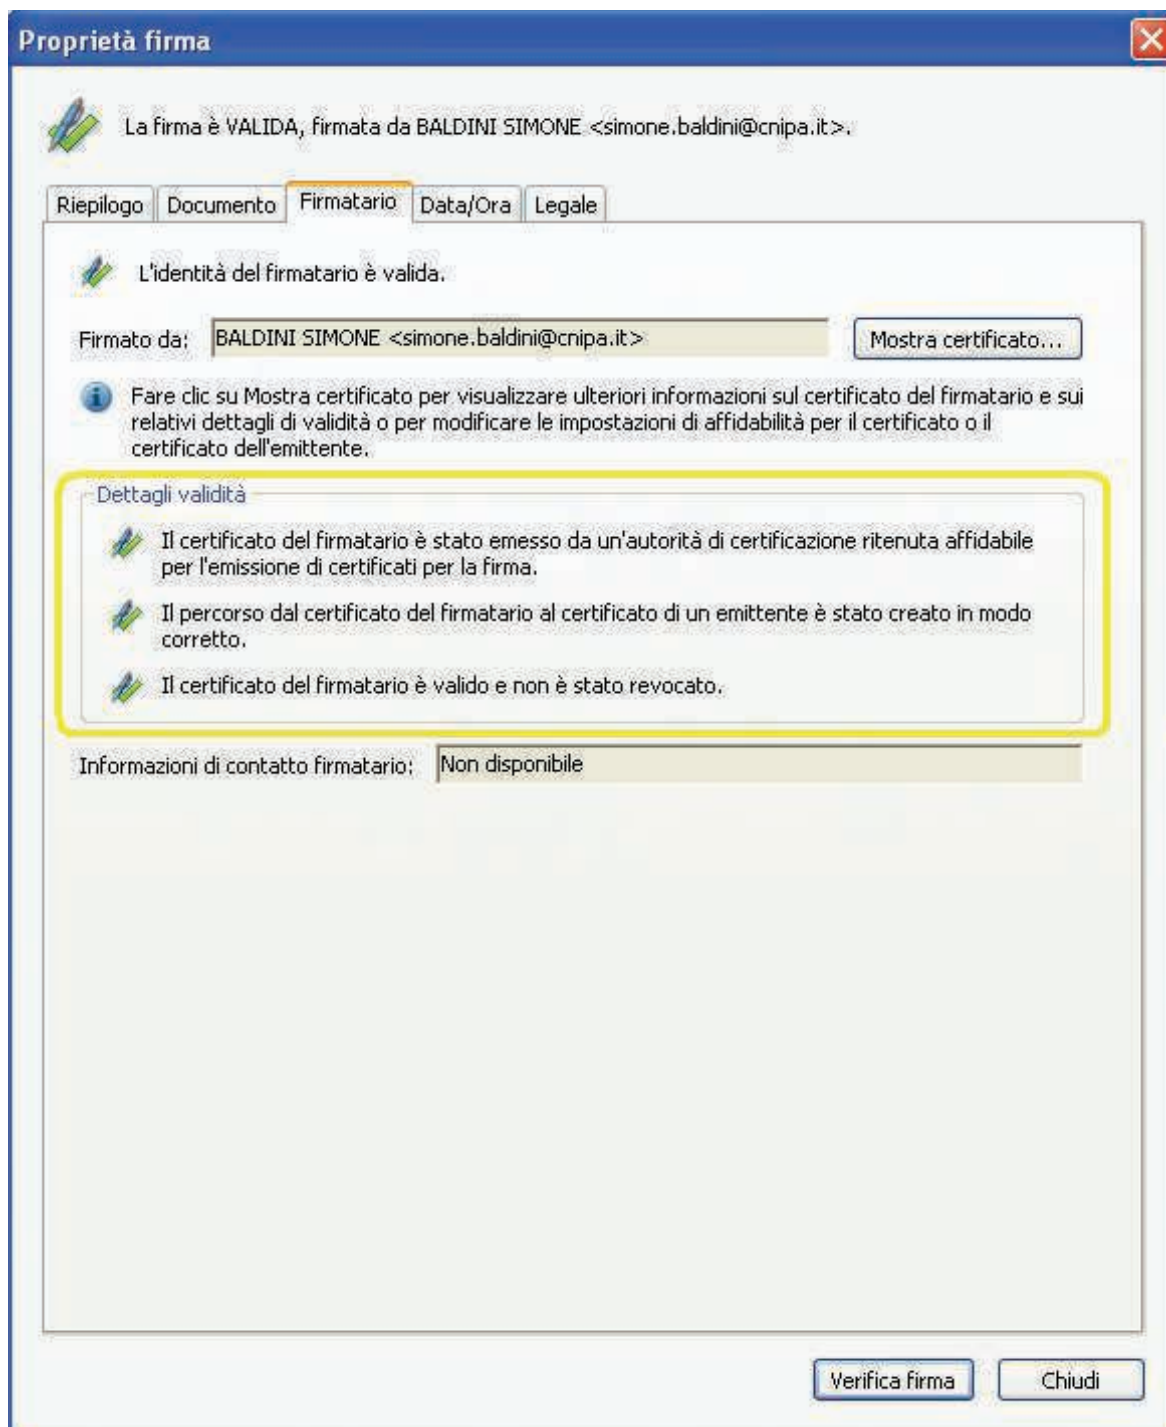 Proprietà firma
La firma è VALIDA, firmata da BALDINI SIMONE <simone.baldini@cnipa.it>.
Riepilogo Documento Firmatario Data/Ora Legale
L'identità del firmatario è valida.
Firmato da: BALDINI SIMONE <simone.baldini@cnipa.it> Mostra certificato...
Fare clic su Mostra certificato per visualizzare ulteriori informazioni sul certificato del firmatario e sui
relativi dettagli di validità o per modificare le impostazioni di affidabilità per il certificato o il
certificato dell'emittente.
Dettagli validità
Il certificato del firmatario è stato emesso da un'autorità di certificazione ritenuta affidabile
per l'emissione di certificati per la firma.
Il percorso dal certificato del firmatario al certificato di un emittente è stato creato in modo
corretto.
Il certificato del firmatario è valido e non è stato revocato.
Informazioni di contatto firmatario: Non disponibile
Verifica firma Chiudi